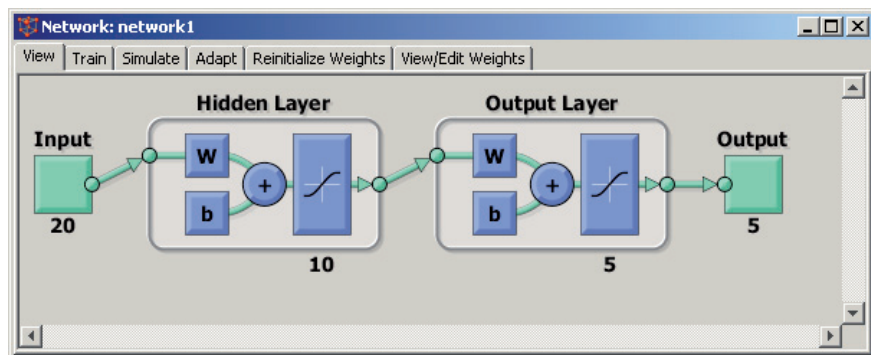 Network: network1
View Train Simulate Adapt Reinitialize Weights View/Edit Weights
Hidden Layer Output Layer
Input Output
W W
+ +
b b
20 5
10 5